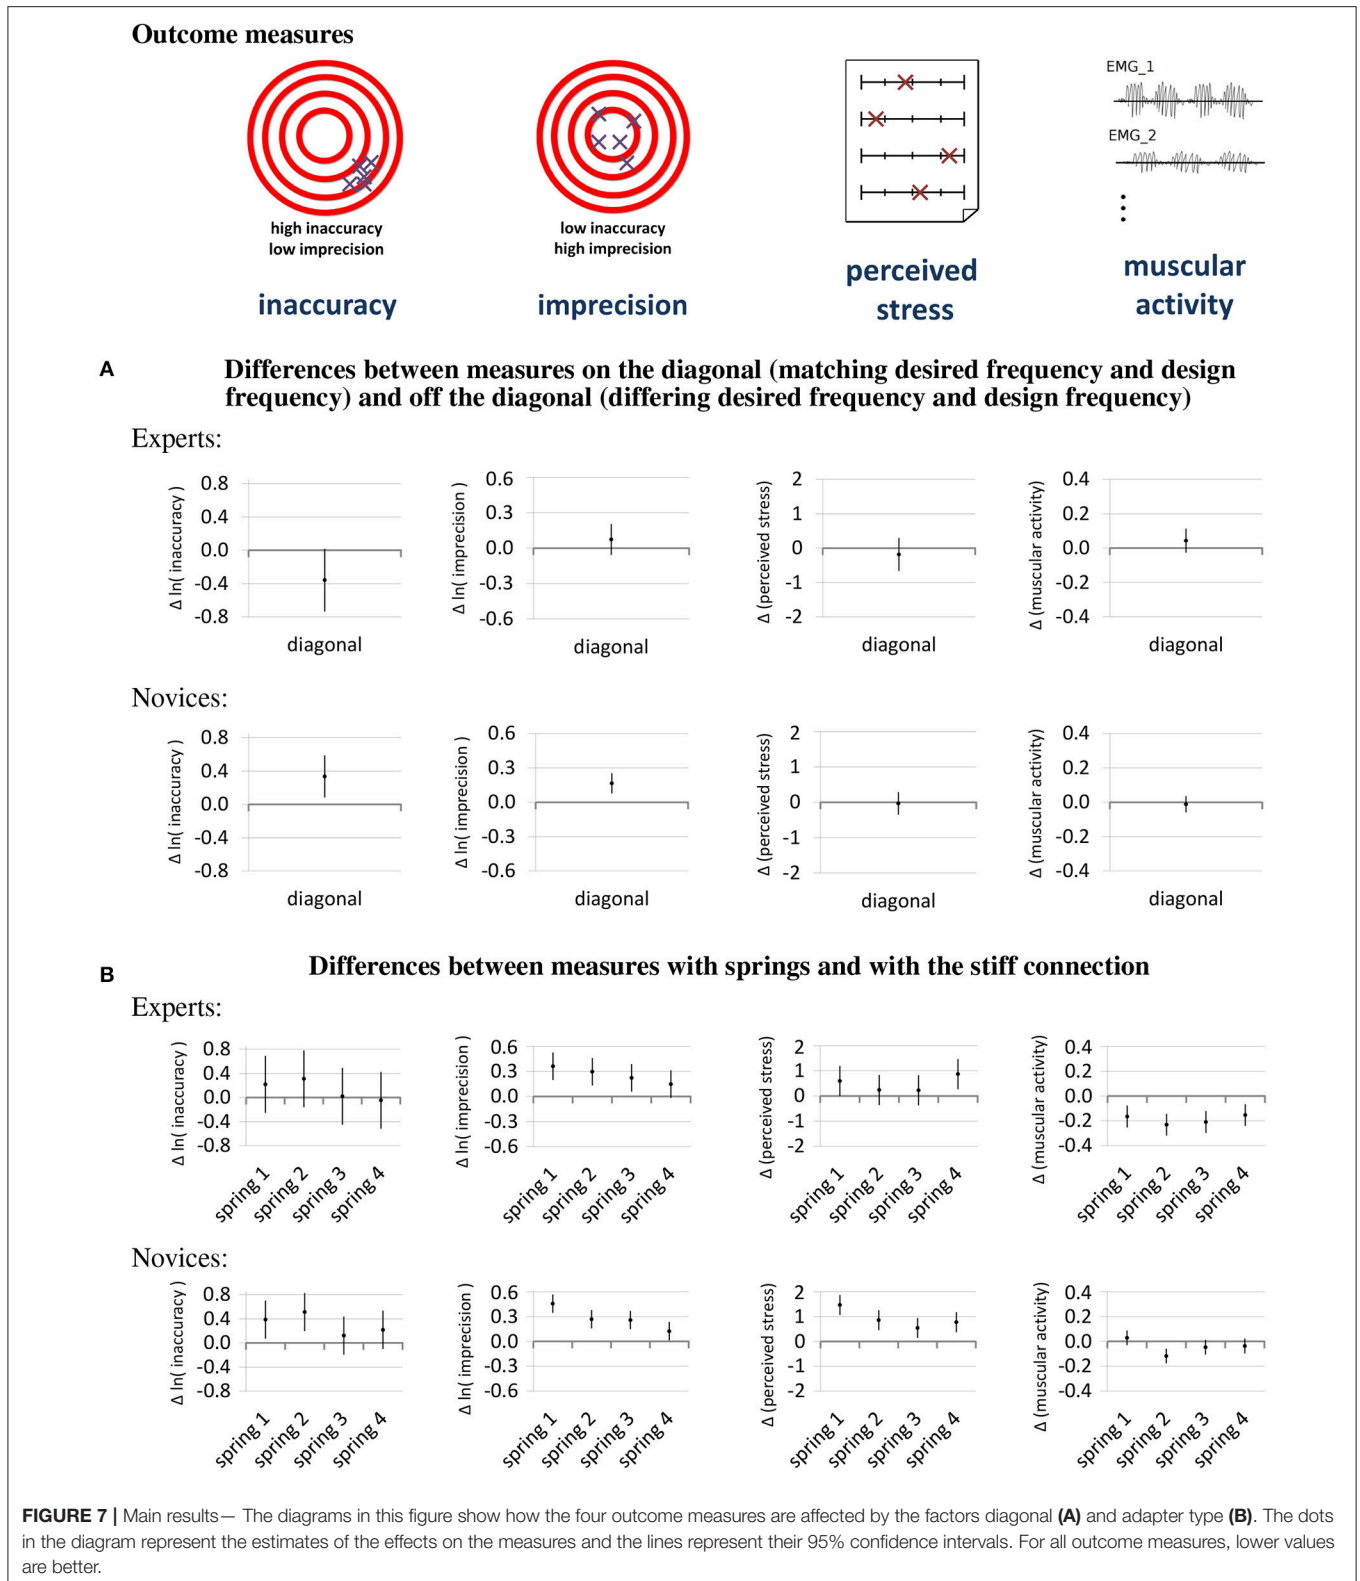 Outcome measures
high inaccuracy
low imprecision
inaccuracy
low inaccuracy
high imprecision
imprecision
perceived
stress
EMG_1
EMG_2
muscular
activity
A
Differences between measures on the diagonal (matching desired frequency and design
frequency) and off the diagonal (differing desired frequency and design frequency)
Experts:
Δ ln( inaccuracy )
0.8
0.4
0.0
-0.4
-0.8
diagonal
Δ ln( imprecision )
0.6
0.3
0.0
-0.3
-0.6
diagonal
Δ (perceived stress)
2
1
0
-1
-2
diagonal
Δ (muscular activity)
0.4
0.2
0.0
-0.2
-0.4
diagonal
Novices:
Δ ln( inaccuracy )
0.8
0.4
0.0
-0.4
-0.8
diagonal
Δ ln( imprecision )
0.6
0.3
0.0
-0.3
-0.6
diagonal
Δ (perceived stress)
2
1
0
-1
-2
diagonal
Δ (muscular activity)
0.4
0.2
0.0
-0.2
-0.4
diagonal
B
Differences between measures with springs and with the stiff connection
Experts:
Δ ln( inaccuracy )
0.8
0.4
0.0
-0.4
-0.8
spring 1
spring 2
spring 3
spring 4
Δ ln( imprecision )
0.6
0.3
0.0
-0.3
-0.6
spring 1
spring 2
spring 3
spring 4
Δ (perceived stress)
2
1
0
-1
-2
spring 1
spring 2
spring 3
spring 4
Δ (muscular activity)
0.4
0.2
0.0
-0.2
-0.4
spring 1
spring 2
spring 3
spring 4
Novices:
Δ ln( inaccuracy )
0.8
0.4
0.0
-0.4
-0.8
spring 1
spring 2
spring 3
spring 4
Δ ln( imprecision )
0.6
0.3
0.0
-0.3
-0.6
spring 1
spring 2
spring 3
spring 4
Δ (perceived stress)
2
1
0
-1
-2
spring 1
spring 2
spring 3
spring 4
Δ (muscular activity)
0.4
0.2
0.0
-0.2
-0.4
spring 1
spring 2
spring 3
spring 4
FIGURE 7 | Main results— The diagrams in this figure show how the four outcome measures are affected by the factors diagonal (A) and adapter type (B). The dots
in the diagram represent the estimates of the effects on the measures and the lines represent their 95% confidence intervals. For all outcome measures, lower values
are better.